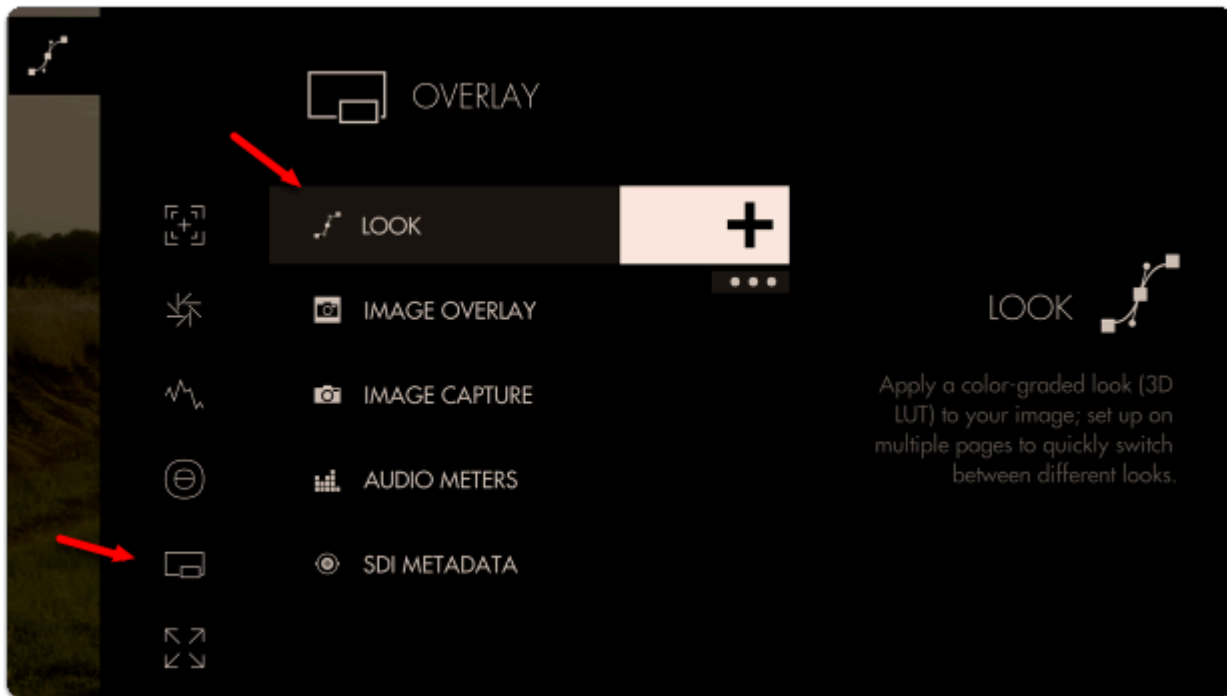 OVERLAY
LOOK
IMAGE OVERLAY
IMAGE CAPTURE
AUDIO METERS
SDI METADATA
LOOK
Apply a color-graded look (3D
LUT) to your image; set up on
multiple pages to quickly switch
between different looks.